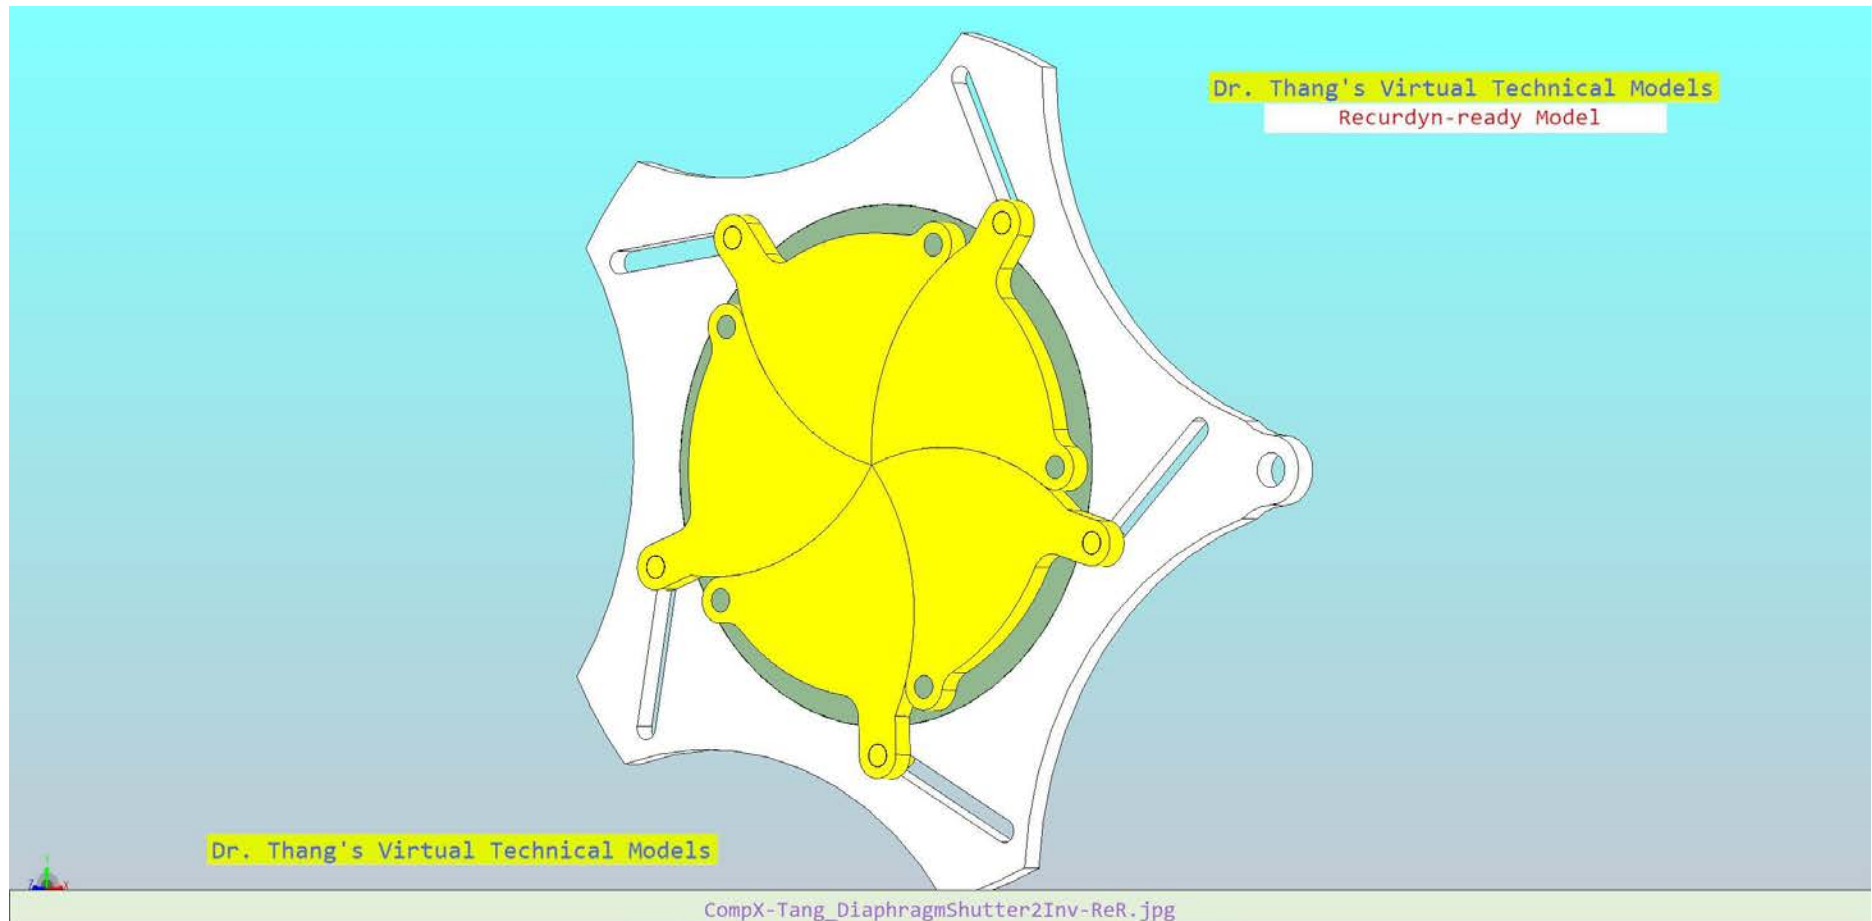 Dr. Thang's Virtual Technical Models
Recurdyn-ready Model
Dr. Thang's Virtual Technical Models
CompX-Tang_DiaphragmShutter2Inv-ReR.jpg